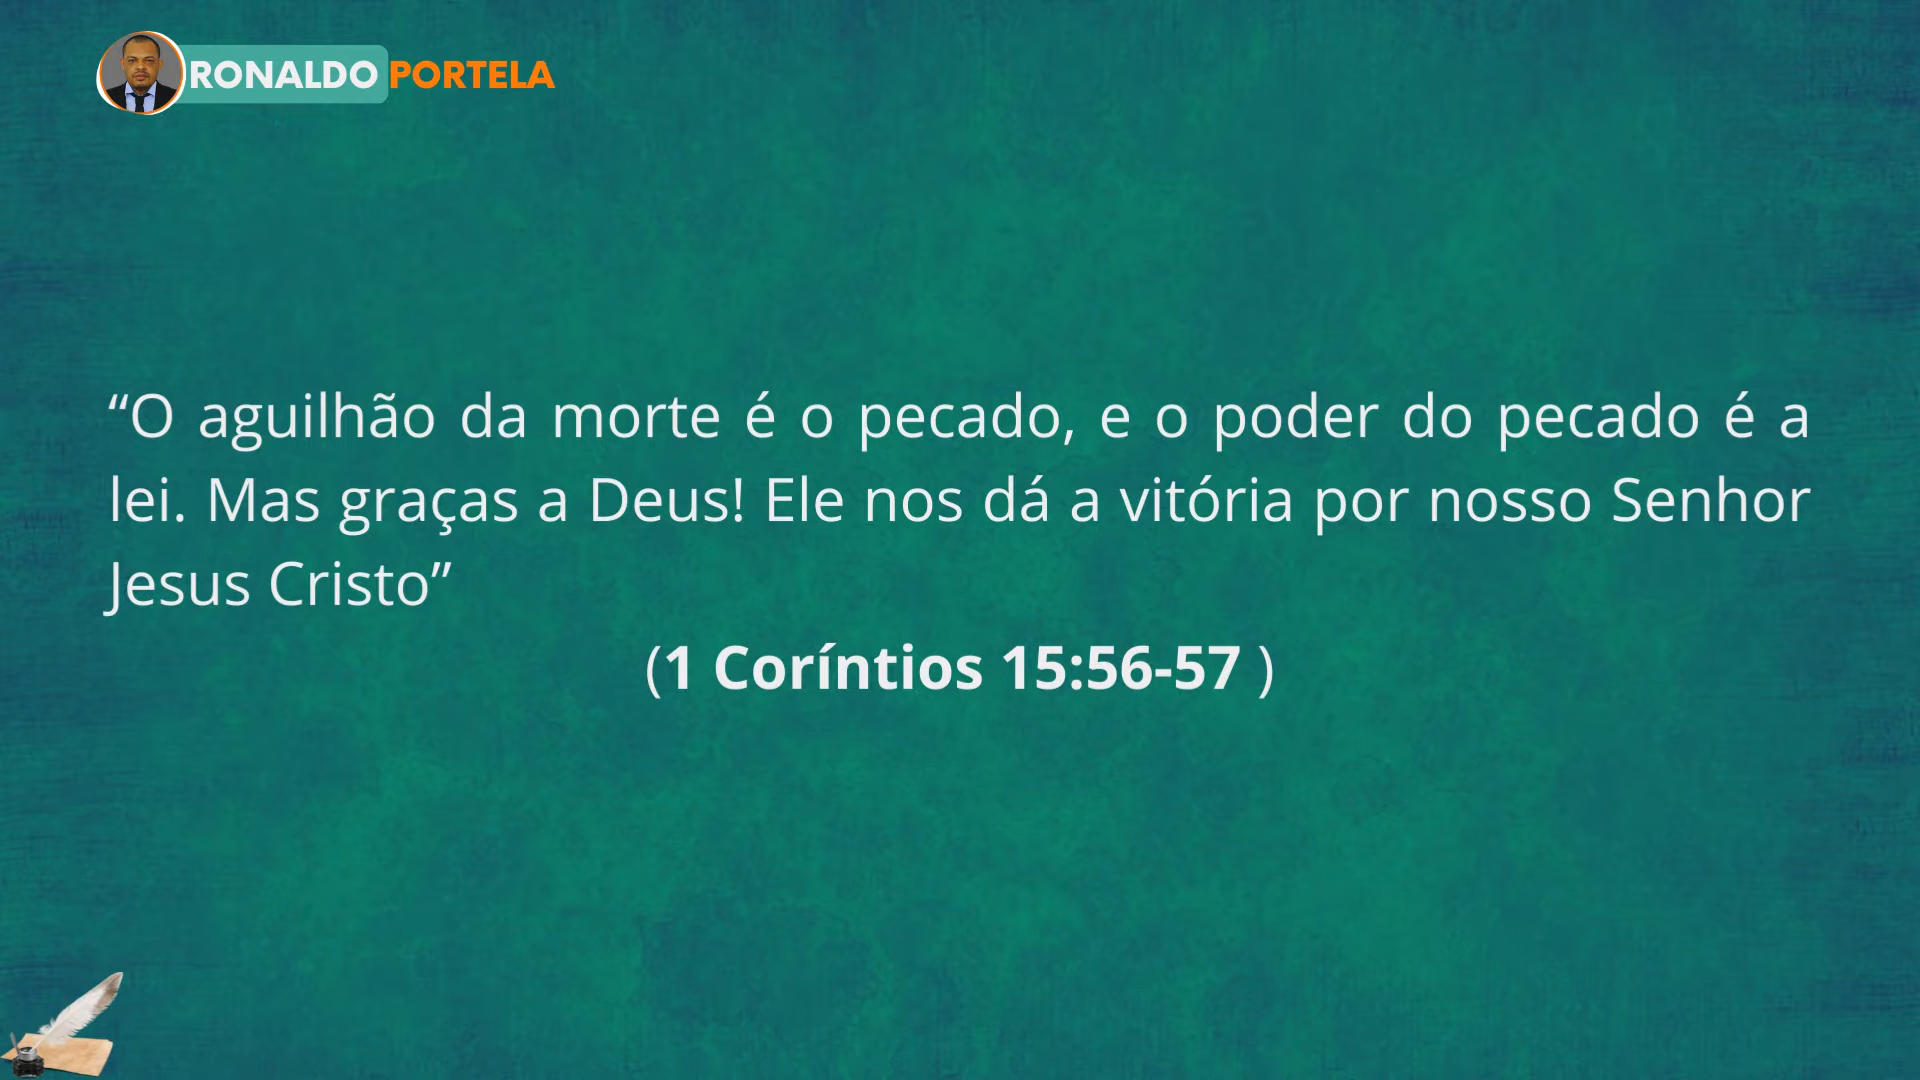 RONALDO PORTELA
“O aguilhão da morte é o pecado, e o poder do pecado é a
lei. Mas graças a Deus! Ele nos dá a vitória por nosso Senhor
Jesus Cristo”
(1 Coríntios 15:56-57 )